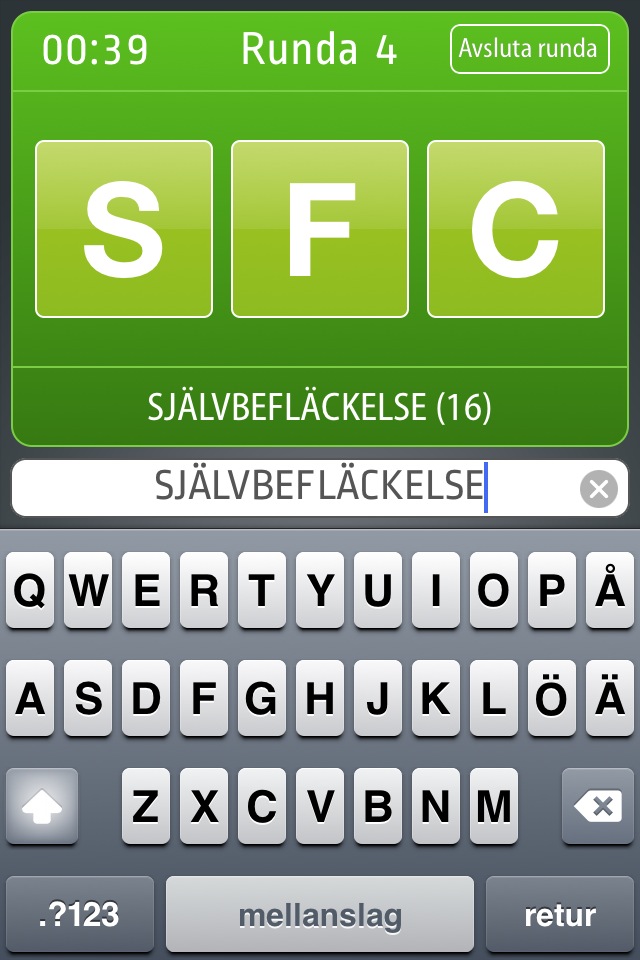 00:39 Runda 4 Avsluta runda
S F C
SJÄLVBEFLÄCKELSE (16)
SJÄLVBEFLÄCKELSE
Q W E R T Y U I O P Å
A S D F G H J K L Ö Ä
Z X C V B N M
.?123 mellanslag retur